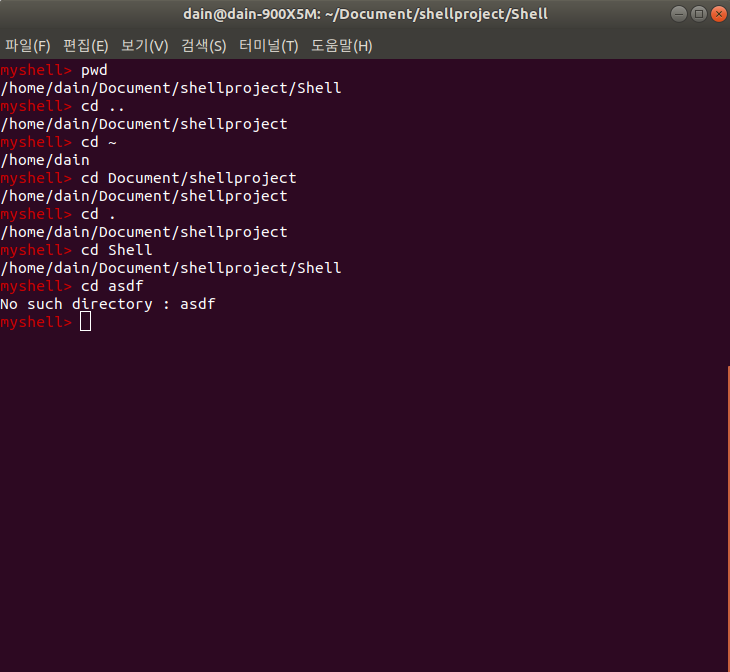 dain@dain-900X5M: ~/Document/shellproject/Shell
파일(F) 편집(E) 보기(V) 검색(S) 터미널(T) 도움말(H)
myshell> pwd
/home/dain/Document/shellproject/Shell
myshell> cd ..
/home/dain/Document/shellproject
myshell> cd ~
/home/dain
myshell> cd Document/shellproject
/home/dain/Document/shellproject
myshell> cd .
/home/dain/Document/shellproject
myshell> cd Shell
/home/dain/Document/shellproject/Shell
myshell> cd asdf
No such directory : asdf
myshell>